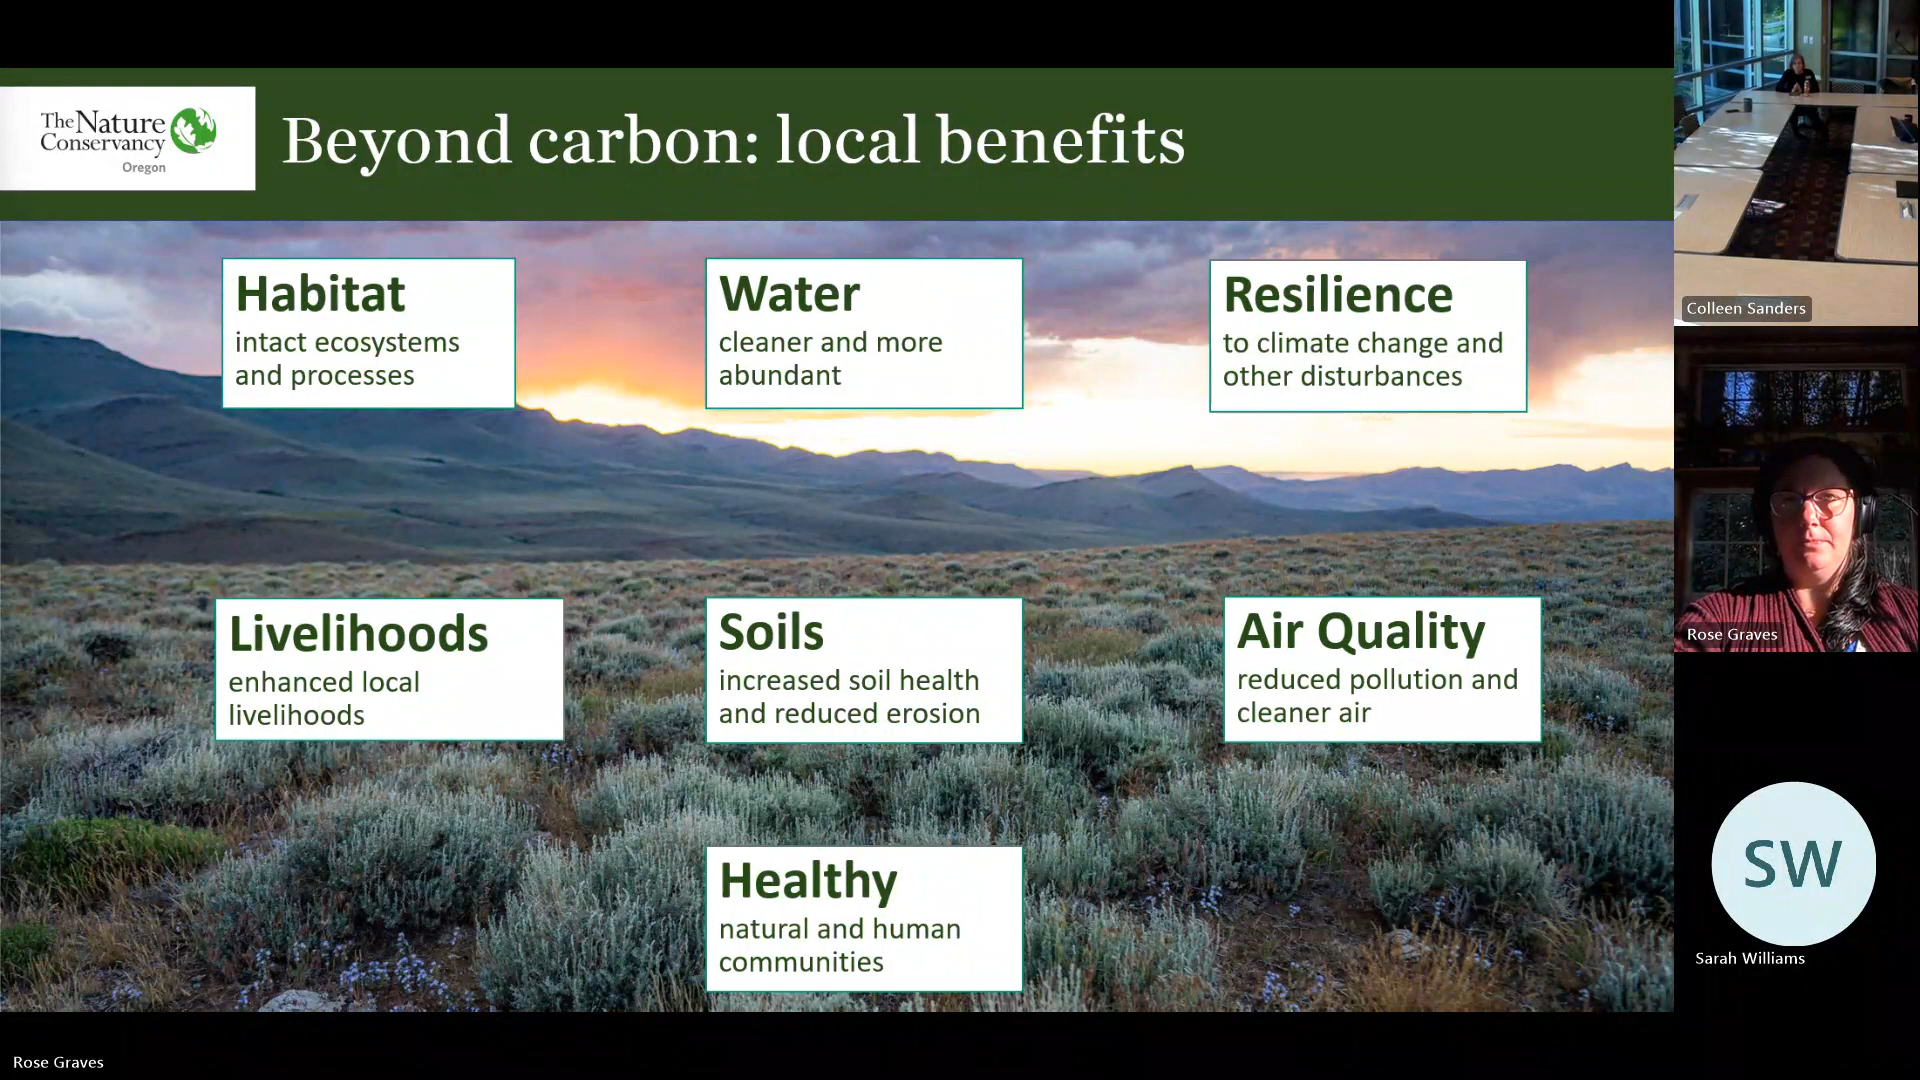 The Nature
Conservancy
Oregon
Beyond carbon: local benefits
Habitat
intact ecosystems
and processes
Water
cleaner and more
abundant
Resilience
to climate change and
other disturbances
Livelihoods
enhanced local
livelihoods
Soils
increased soil health
and reduced erosion
Air Quality
reduced pollution and
cleaner air
Healthy
natural and human
communities
Colleen Sanders
Rose Graves
SW
Sarah Williams
Rose Graves